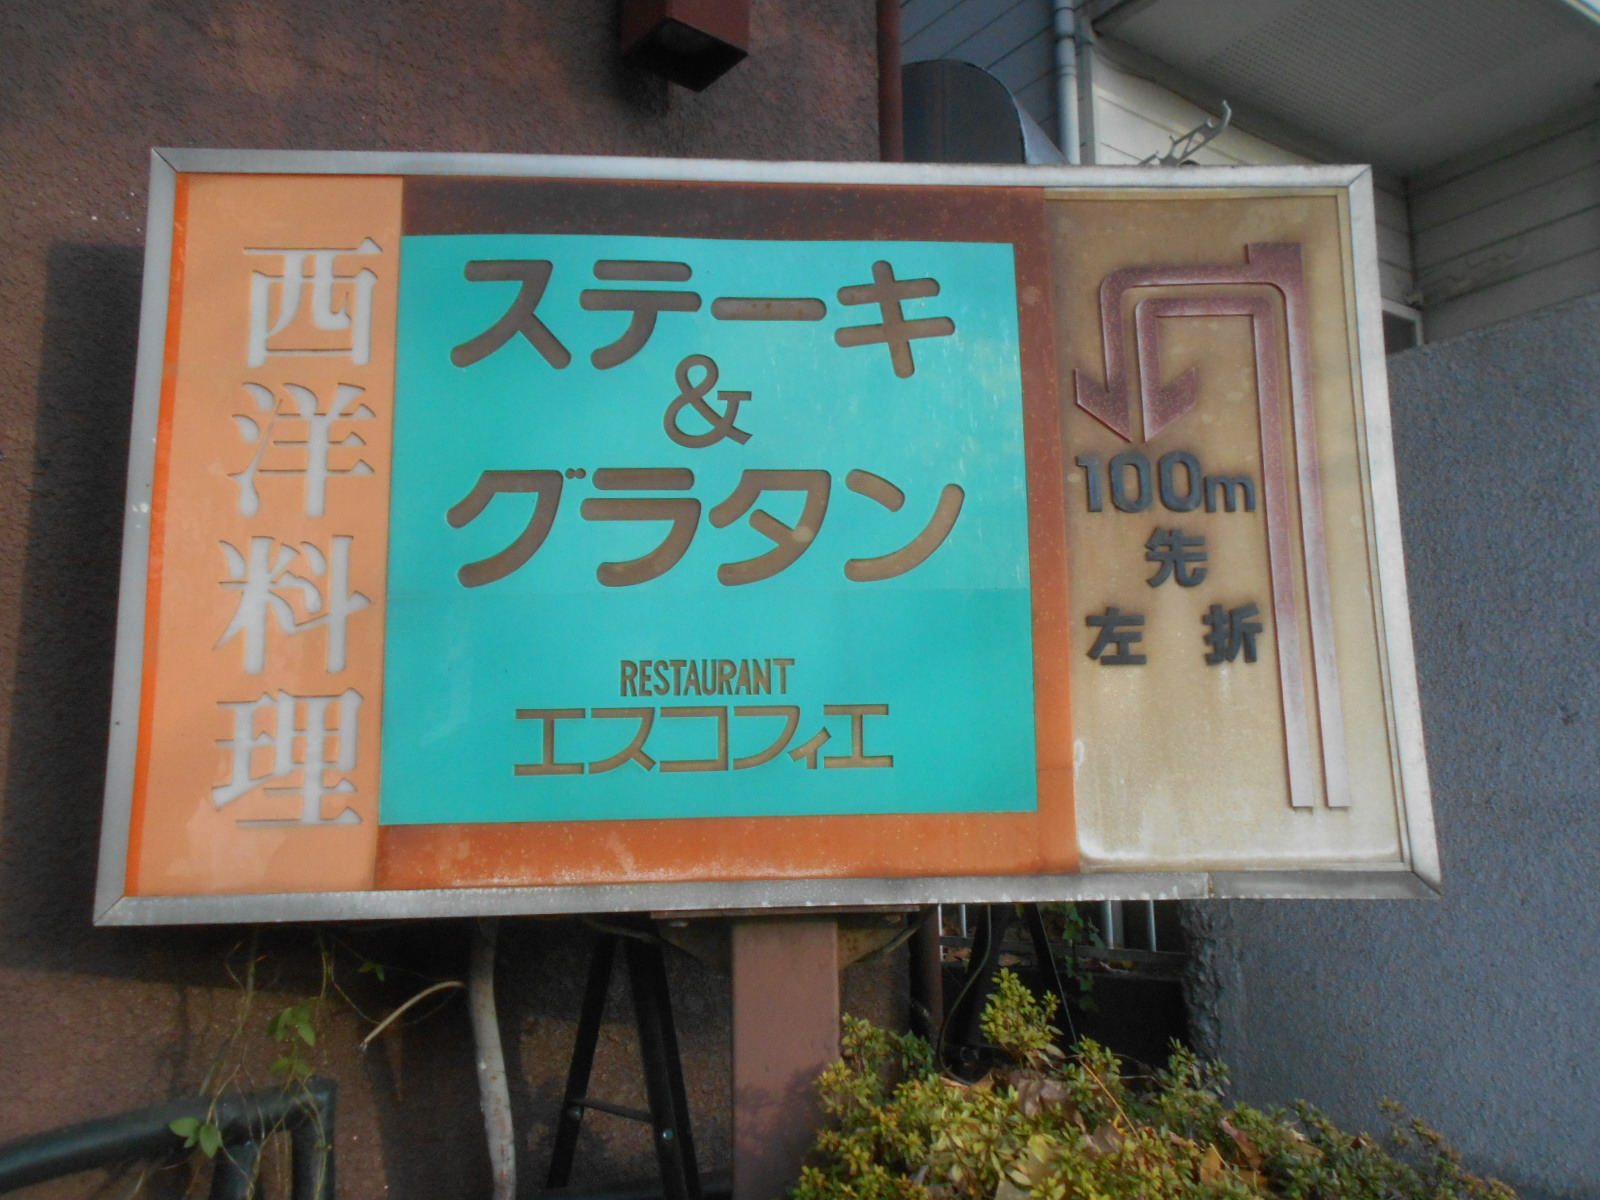 西洋料理
ステーキ
&
グラタン
RESTAURANT
エスコフィエ
100m
先
左折